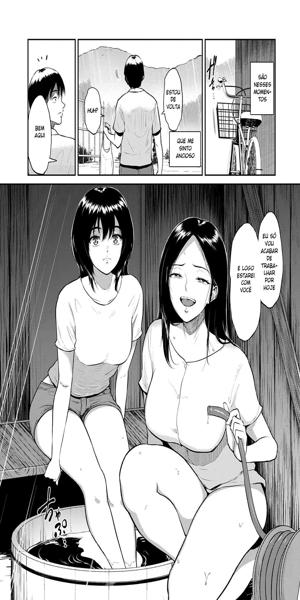 SÃO
NESSES
MOMEN-
TOS
QUE ME
SINTO
ANSIOSO
ESTOU
DE
VOLTA
HUH?
BEM
AQUI
EU SÓ
VOU
ACABAR
DE
TRABA-
LHAR
POR
HOJE
E LOGO
ESTAREI
COM
VOCÊ